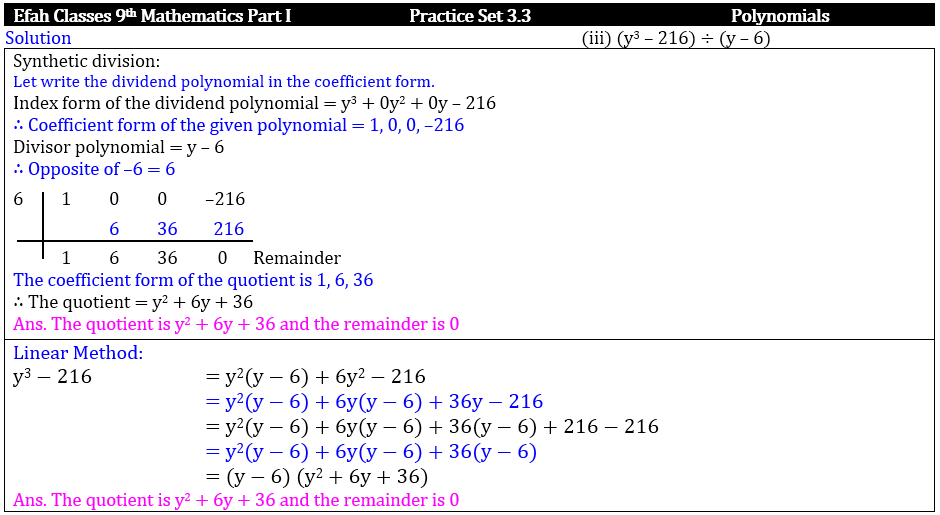 Efah Classes 9ᵗʰ Mathematics Part I Practice Set 3.3 Polynomials
Solution (iii) (y³ – 216) ÷ (y – 6)
Synthetic division:
Let write the dividend polynomial in the coefficient form.
Index form of the dividend polynomial = y³ + 0y² + 0y – 216
∴ Coefficient form of the given polynomial = 1, 0, 0, –216
Divisor polynomial = y – 6
∴ Opposite of –6 = 6
6 1 0 0 –216
6 36 216
1 6 36 0 Remainder
The coefficient form of the quotient is 1, 6, 36
∴ The quotient = y² + 6y + 36
Ans. The quotient is y² + 6y + 36 and the remainder is 0
Linear Method:
y³ − 216 = y²(y − 6) + 6y² − 216
= y²(y − 6) + 6y(y − 6) + 36y − 216
= y²(y − 6) + 6y(y − 6) + 36(y − 6) + 216 − 216
= y²(y − 6) + 6y(y − 6) + 36(y − 6)
= (y − 6) (y² + 6y + 36)
Ans. The quotient is y² + 6y + 36 and the remainder is 0